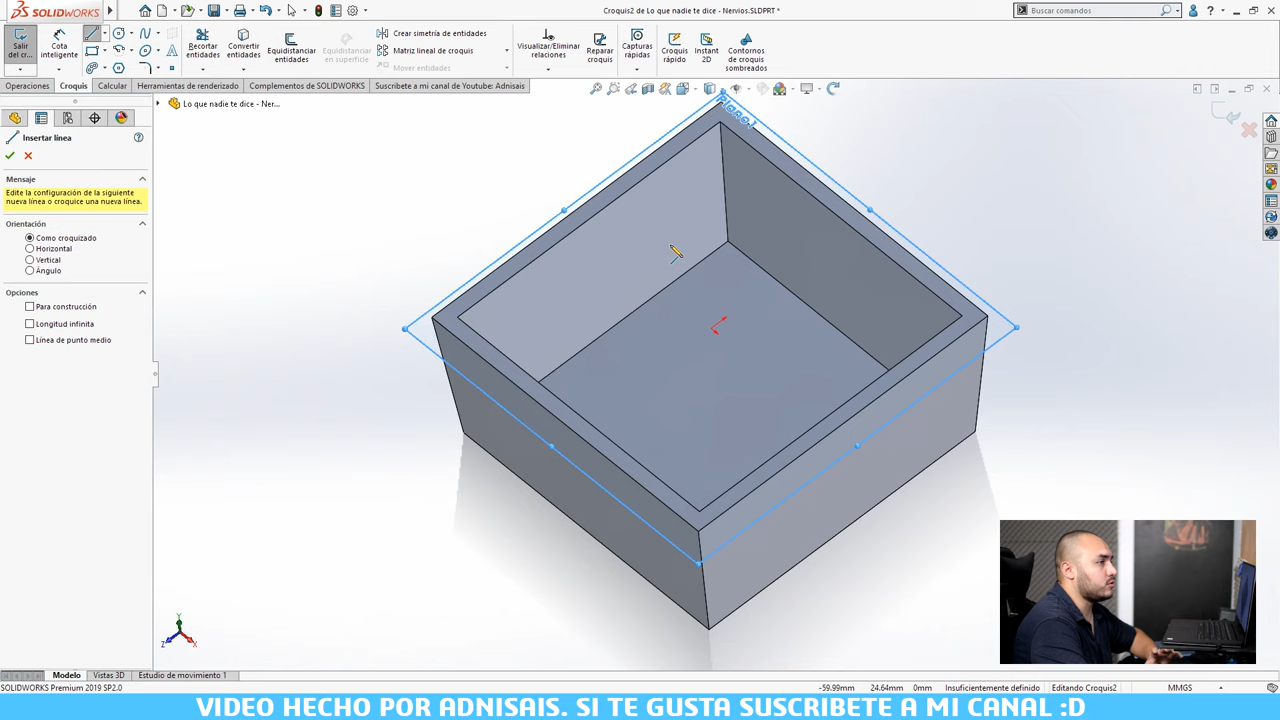 SOLIDWORKS
Croquis2 de Lo que nadie te dice - Nervios.SLDPRT *
Buscar comandos
Salir del cr...
Cota inteligente
Recortar entidades
Convertir entidades
Equidistanciar entidades
Equidistanciar en superficie
Crear simetría de entidades
Matriz lineal de croquis
Mover entidades
Visualizar/Eliminar relaciones
Reparar croquis
Capturas rápidas
Croquis rápido
Instant 2D
Contornos de croquis sombreados
Operaciones
Croquis
Calcular
Herramientas de renderizado
Complementos de SOLIDWORKS
Suscribete a mi canal de Youtube: Adnisais
Lo que nadie te dice - Ner...
Insertar línea
Mensaje
Edite la configuración de la siguiente
nueva línea o croquice una nueva línea.
Orientación
Como croquizado
Horizontal
Vertical
Ángulo
Opciones
Para construcción
Longitud infinita
Línea de punto medio
Plano1
Y
Z
X
Modelo
Vistas 3D
Estudio de movimiento 1
SOLIDWORKS Premium 2019 SP2.0
-59.99mm
24.64mm
0mm
Insuficientemente definido
Editando Croquis2
MMGS
VIDEO HECHO POR ADNISAIS. SI TE GUSTA SUSCRIBETE A MI CANAL :D